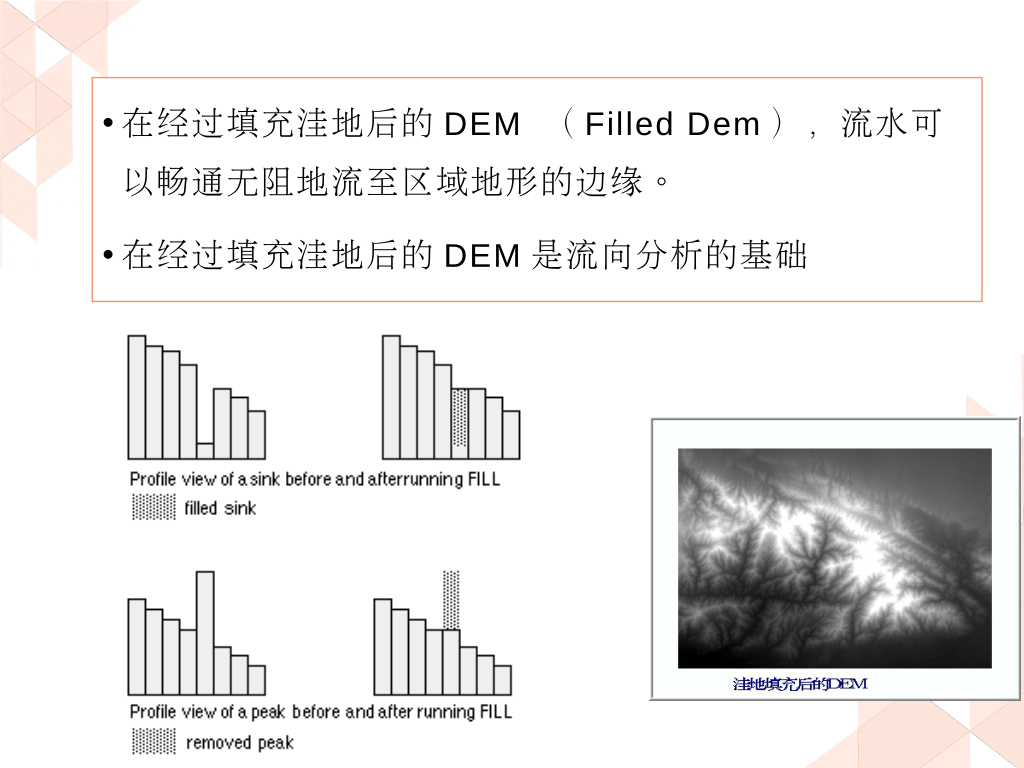 • 在经过填充洼地后的 DEM （ Filled Dem ），流水可
以畅通无阻地流至区域地形的边缘。
• 在经过填充洼地后的 DEM 是流向分析的基础
Profile view of a sink before and afterrunning FILL
filled sink
洼地填充后的DEM
Profile view of a peak before and after running FILL
removed peak